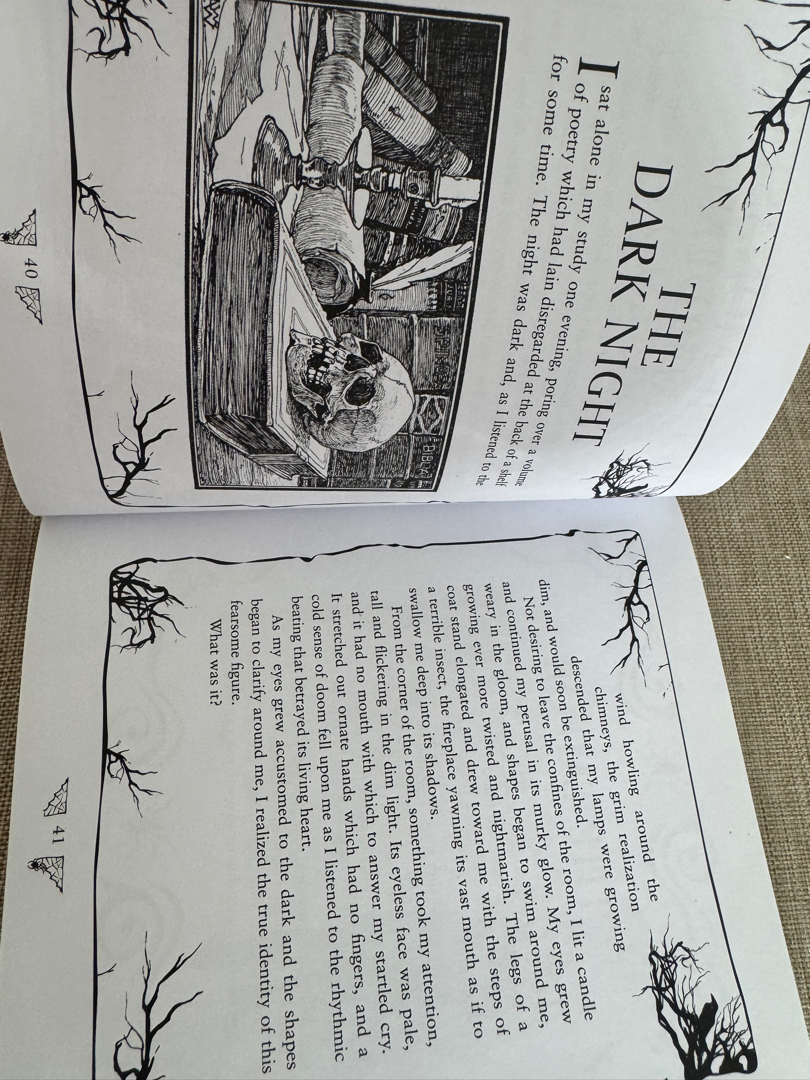 THE
DARK NIGHT
I sat alone in my study one evening, poring over a volume
of poetry which had lain disregarded at the back of a shelf
for some time. The night was dark and, as I listened to the
40
wind howling around the
chimneys, the grim realization
descended that my lamps were growing
dim, and would soon be extinguished.
Not desiring to leave the confines of the room, I lit a candle
and continued my perusal in its murky glow. My eyes grew
weary in the gloom, and shapes began to swim around me,
growing ever more twisted and nightmarish. The legs of a
coat stand elongated and drew toward me with the steps of
a terrible insect, the fireplace yawning its vast mouth as if to
swallow me deep into its shadows.
From the corner of the room, something took my attention,
tall and flickering in the dim light. Its eyeless face was pale,
and it had no mouth with which to answer my startled cry.
It stretched out ornate hands which had no fingers, and a
cold sense of doom fell upon me as I listened to the rhythmic
beating that betrayed its living heart.
As my eyes grew accustomed to the dark and the shapes
began to clarify around me, I realized the true identity of this
fearsome figure.
What was it?
41